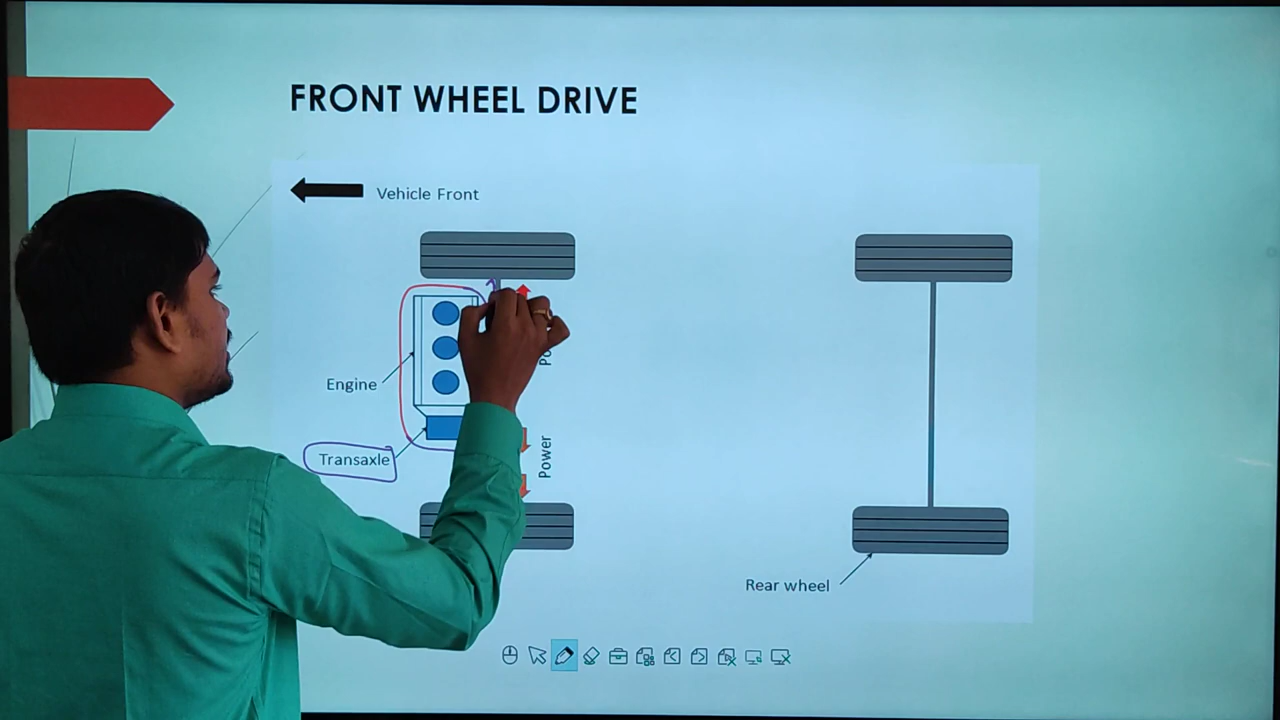 FRONT WHEEL DRIVE
Vehicle Front
Engine
Power
Transaxle
Rear wheel